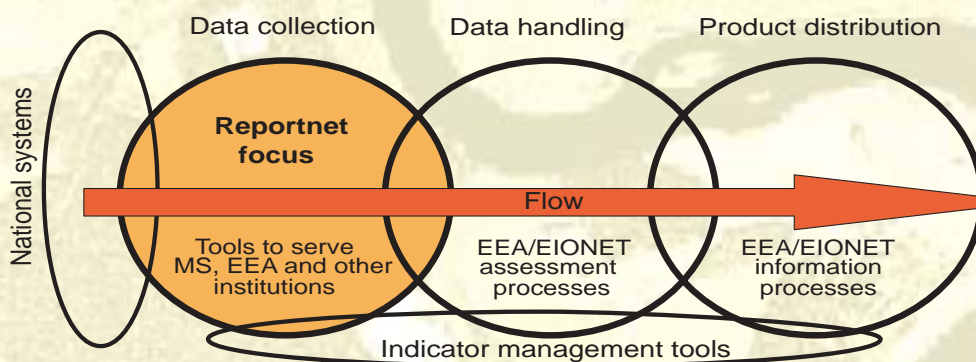 Data collection
Data handling
Product distribution
National systems
Reportnet
focus
Flow
Tools to serve
MS, EEA and other
institutions
EEA/EIONET
assessment
processes
EEA/EIONET
information
processes
Indicator management tools